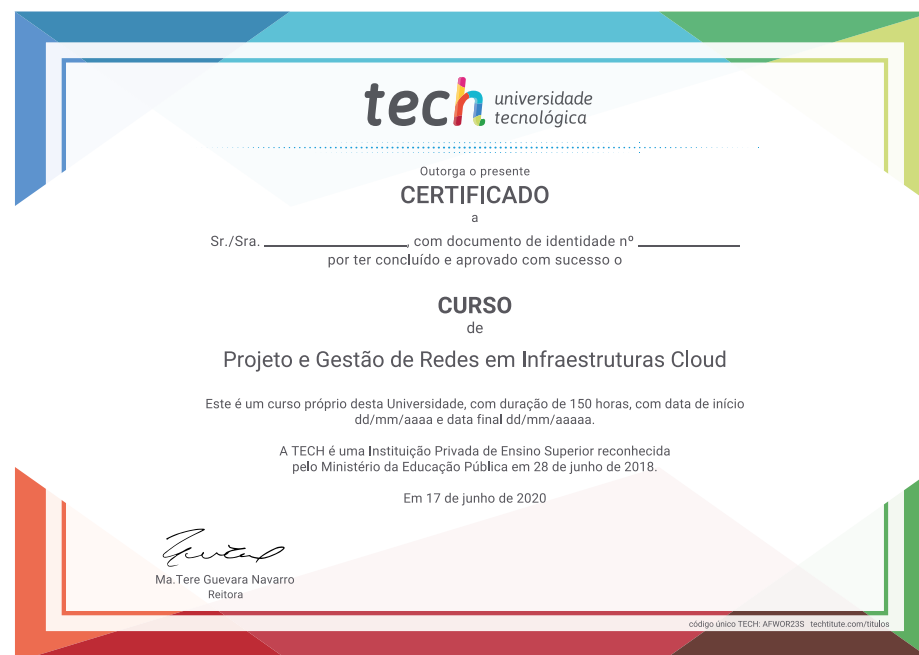 tech universidade
tecnológica
Outorga o presente
CERTIFICADO
a
Sr./Sra. ____________, com documento de identidade nº ____________
por ter concluído e aprovado com sucesso o
CURSO
de
Projeto e Gestão de Redes em Infraestruturas Cloud
Este é um curso próprio desta Universidade, com duração de 150 horas, com data de início
dd/mm/aaaa e data final dd/mm/aaaaa.
A TECH é uma Instituição Privada de Ensino Superior reconhecida
pelo Ministério da Educação Pública em 28 de junho de 2018.
Em 17 de junho de 2020
Ma.Tere Guevara Navarro
Reitora
código único TECH: AFWOR23S techtitute.com/titulos